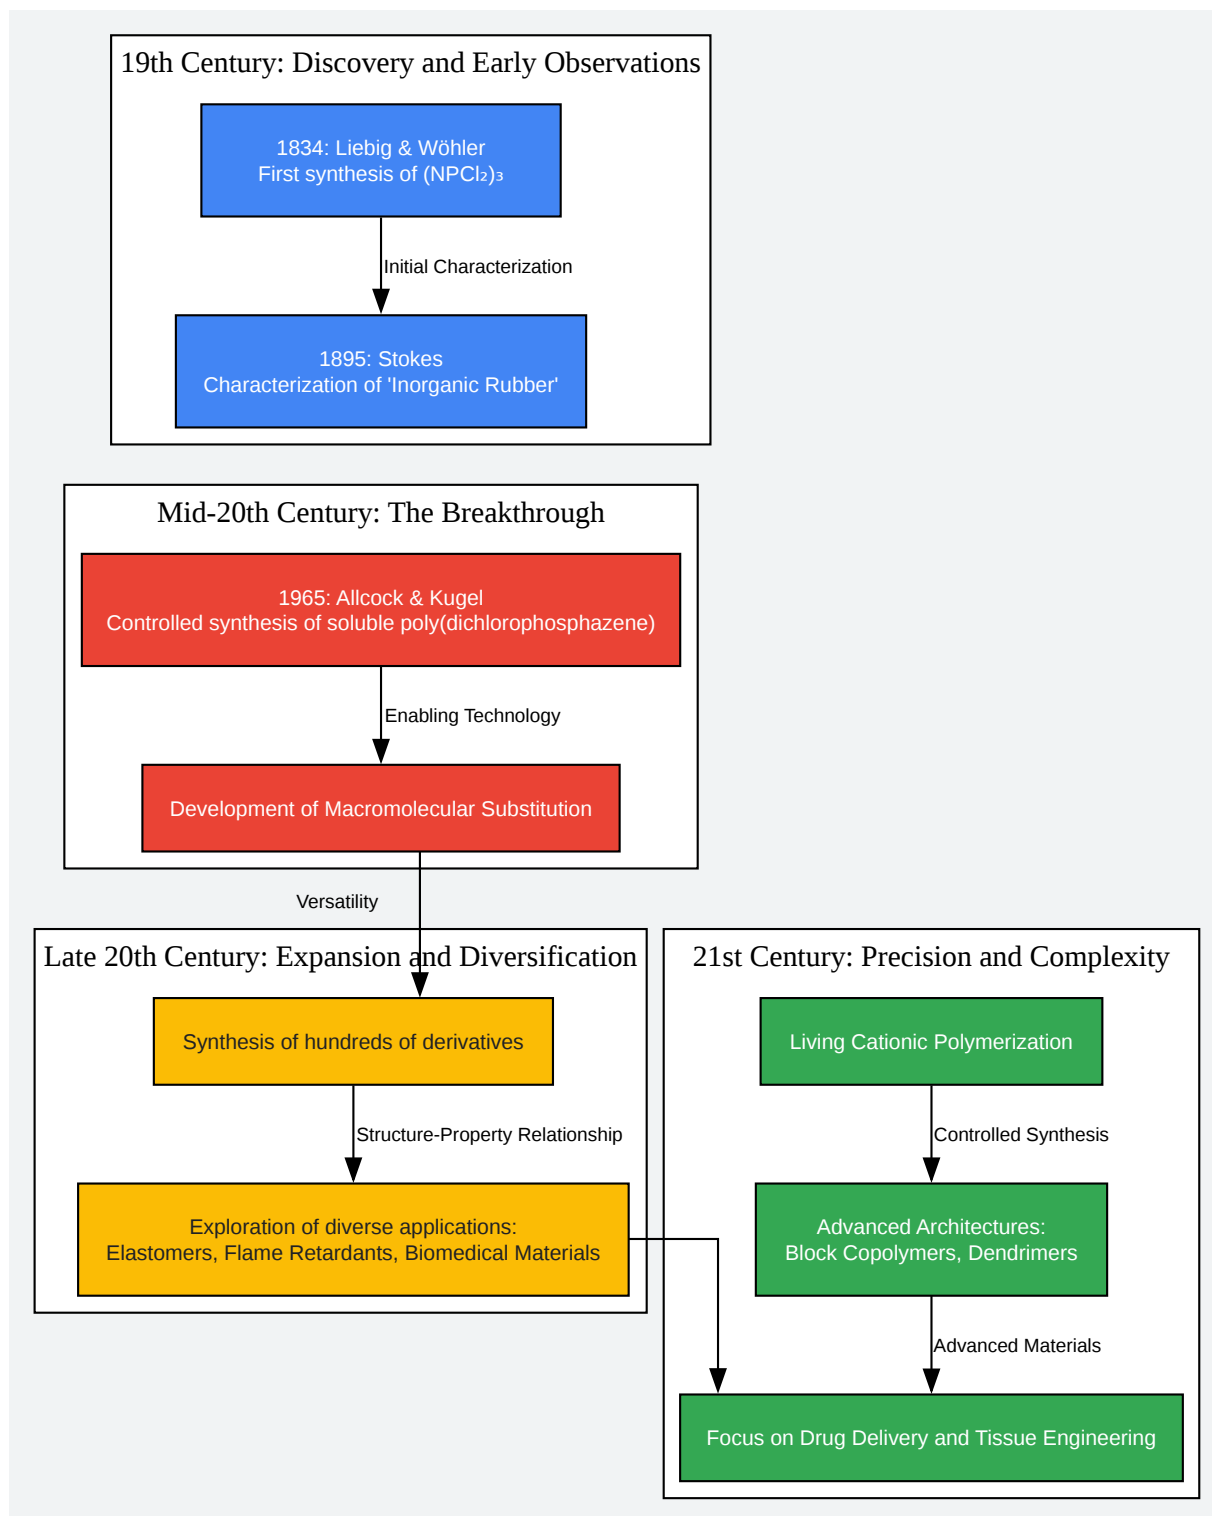 19th Century: Discovery and Early Observations
1834: Liebig & Wöhler
First synthesis of (NPCl₂)₃
Initial Characterization
1895: Stokes
Characterization of 'Inorganic Rubber'
Mid-20th Century: The Breakthrough
1965: Allcock & Kugel
Controlled synthesis of soluble poly(dichlorophosphazene)
Enabling Technology
Development of Macromolecular Substitution
Versatility
Late 20th Century: Expansion and Diversification
Synthesis of hundreds of derivatives
Structure-Property Relationship
Exploration of diverse applications:
Elastomers, Flame Retardants, Biomedical Materials
21st Century: Precision and Complexity
Living Cationic Polymerization
Controlled Synthesis
Advanced Architectures:
Block Copolymers, Dendrimers
Advanced Materials
Focus on Drug Delivery and Tissue Engineering